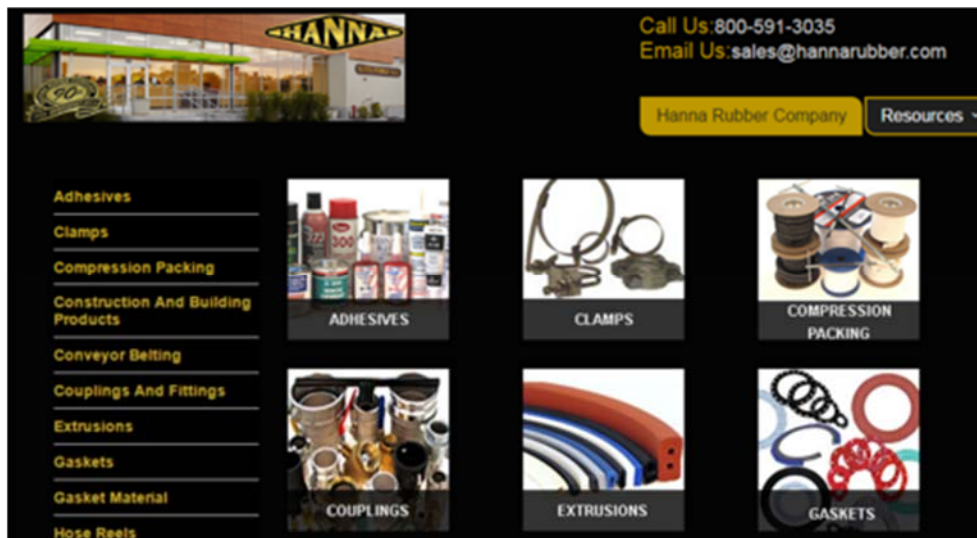 HANNA
90
Call Us:800-591-3035
Email Us:sales@hannarubber.com
Hanna Rubber Company
Resources
Adhesives
Clamps
Compression Packing
Construction And Building
Products
Conveyor Belting
Couplings And Fittings
Extrusions
Gaskets
Gasket Material
Hose Reels
300
ADHESIVES
CLAMPS
COMPRESSION
PACKING
COUPLINGS
EXTRUSIONS
GASKETS